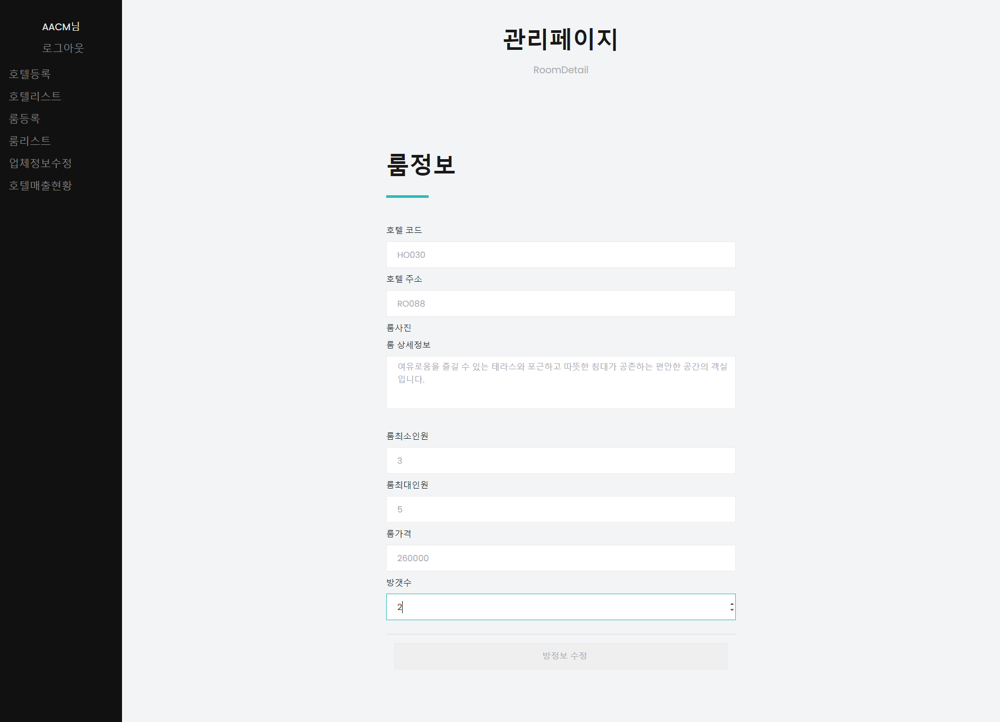 AACM님
로그아웃
호텔등록
호텔리스트
룸등록
룸리스트
업체정보수정
호텔매출현황
관리페이지
RoomDetail
룸정보
호텔 코드
HO030
호텔 주소
RO088
룸사진
룸 상세정보
여유로움을 즐길 수 있는 테라스와 포근하고 따뜻한 침대가 공존하는 편안한 공간의 객실
입니다.
룸최소인원
3
룸최대인원
5
룸가격
260000
방갯수
2
방정보 수정